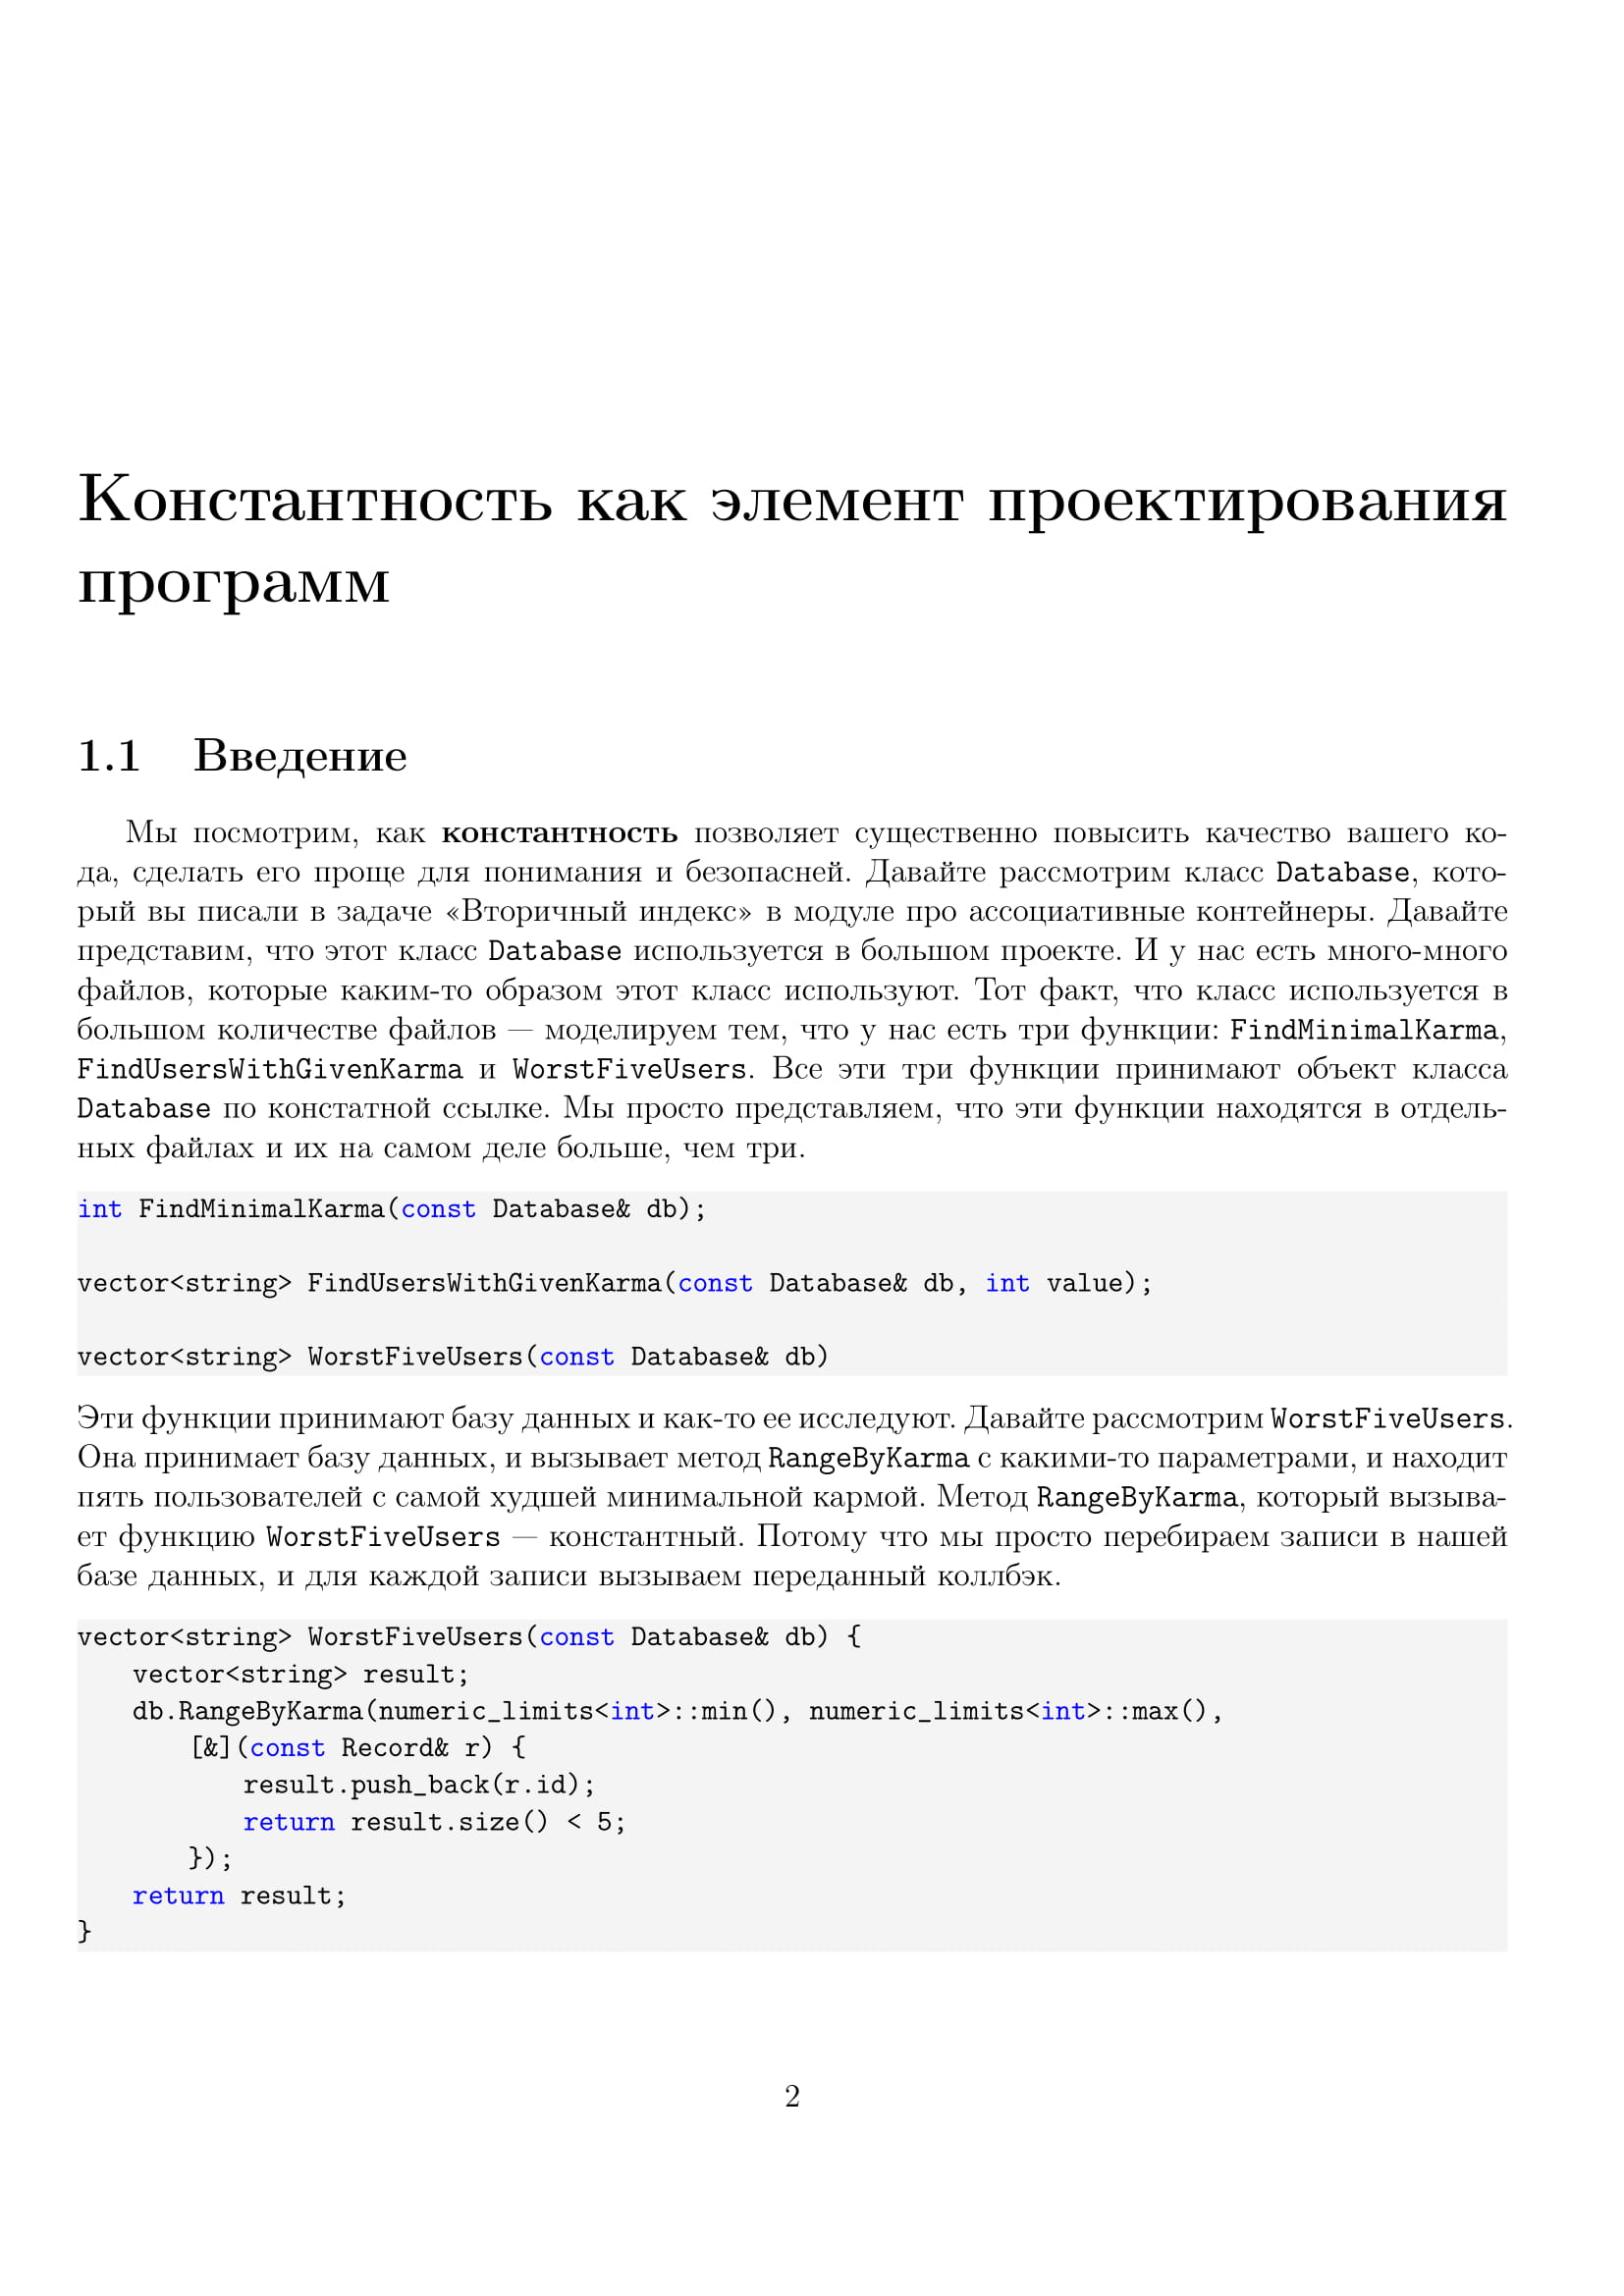 Константность как элемент проектирования
программ
1.1 Введение
Мы посмотрим, как константность позволяет существенно повысить качество вашего ко-
да, сделать его проще для понимания и безопасней. Давайте рассмотрим класс Database, кото-
рый вы писали в задаче «Вторичный индекс» в модуле про ассоциативные контейнеры. Давайте
представим, что этот класс Database используется в большом проекте. И у нас есть много-много
файлов, которые каким-то образом этот класс используют. Тот факт, что класс используется в
большом количестве файлов — моделируем тем, что у нас есть три функции: FindMinimalKarma,
FindUsersWithGivenKarma и WorstFiveUsers. Все эти три функции принимают объект класса
Database по констатной ссылке. Мы просто представляем, что эти функции находятся в отдель-
ных файлах и их на самом деле больше, чем три.
int FindMinimalKarma(const Database& db);
vector<string> FindUsersWithGivenKarma(const Database& db, int value);
vector<string> WorstFiveUsers(const Database& db)
Эти функции принимают базу данных и как-то ее исследуют. Давайте рассмотрим WorstFiveUsers.
Она принимает базу данных, и вызывает метод RangeByKarma с какими-то параметрами, и находит
пять пользователей с самой худшей минимальной кармой. Метод RangeByKarma, который вызыва-
ет функцию WorstFiveUsers — константный. Потому что мы просто перебираем записи в нашей
базе данных, и для каждой записи вызываем переданный коллбэк.
vector<string> WorstFiveUsers(const Database& db) {
vector<string> result;
db.RangeByKarma(numeric_limits<int>::min(), numeric_limits<int>::max(),
[&](const Record& r) {
result.push_back(r.id);
return result.size() < 5;
});
return result;
}
2